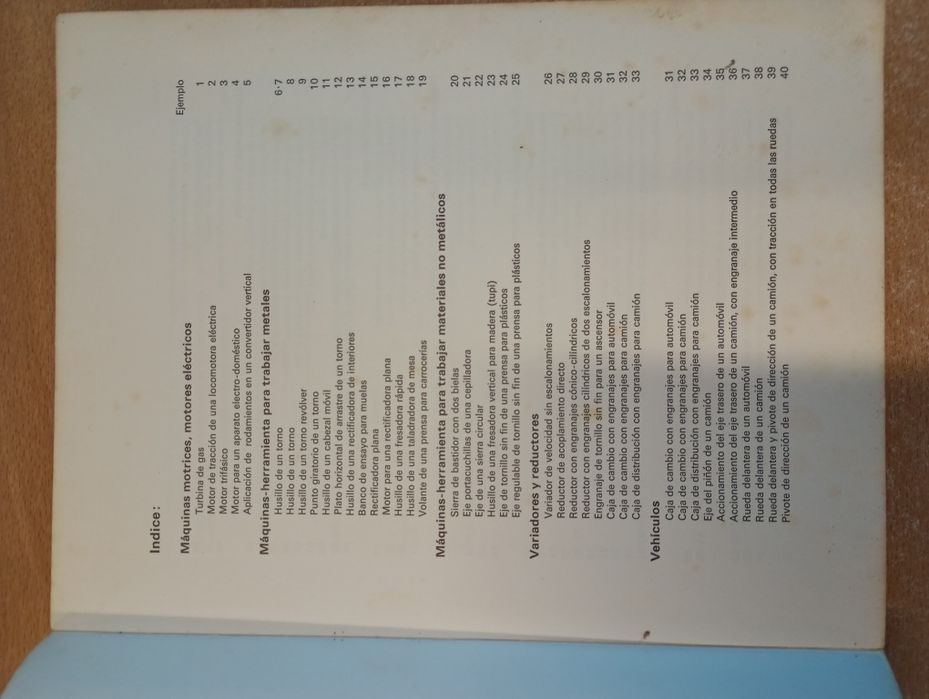 Indice:
Ejemplo
Máquinas motrices, motores eléctricos
Turbina de gas 1
Motor de tracción de una locomotora eléctrica 2
Motor trifásico 3
Motor para un aparato electro-doméstico 4
Aplicación de rodamientos en un convertidor vertical 5
Máquinas-herramienta para trabajar metales
Husillo de un torno 6·7
Husillo de un torno 8
Husillo de un torno revólver 9
Punto giratorio de un torno 10
Husillo de un cabezal móvil 11
Plato horizontal de arrastre de un torno 12
Husillo de una rectificadora de interiores 13
Banco de ensayo para muelas 14
Rectificadora plana 15
Motor para una rectificadora plana 16
Husillo de una fresadora rápida 17
Husillo de una taladradora de mesa 18
Volante de una prensa para carrocerías 19
Máquinas-herramienta para trabajar materiales no metálicos
Sierra de bastidor con dos bielas 20
Eje portacuchillas de una cepilladora 21
Eje de una sierra circular 22
Husillo de una fresadora vertical para madera (tupi) 23
Eje de tornillo sin fin de una prensa para plásticos 24
Eje regulable de tornillo sin fin de una prensa para plásticos 25
Variadores y reductores
Variador de velocidad sin escalonamientos 26
Reductor de acoplamiento directo 27
Reductor con engranajes cónico-cilíndricos 28
Reductor con engranajes cilíndricos de dos escalonamientos 29
Engranaje de tornillo sin fin para un ascensor 30
Caja de cambio con engranajes para automóvil 31
Caja de cambio con engranajes para camión 32
Caja de distribución con engranajes para camión 33
Vehículos
Caja de cambio con engranajes para automóvil 31
Caja de cambio con engranajes para camión 32
Caja de distribución con engranajes para camión 33
Eje del piñón de un camión 34
Accionamiento del eje trasero de un automóvil 35
Accionamiento del eje trasero de un camión, con engranaje intermedio 36
Rueda delantera de un automóvil 37
Rueda delantera de un camión 38
Rueda delantera y pivote de dirección de un camión, con tracción en todas las ruedas 39
Pivote de dirección de un camión 40